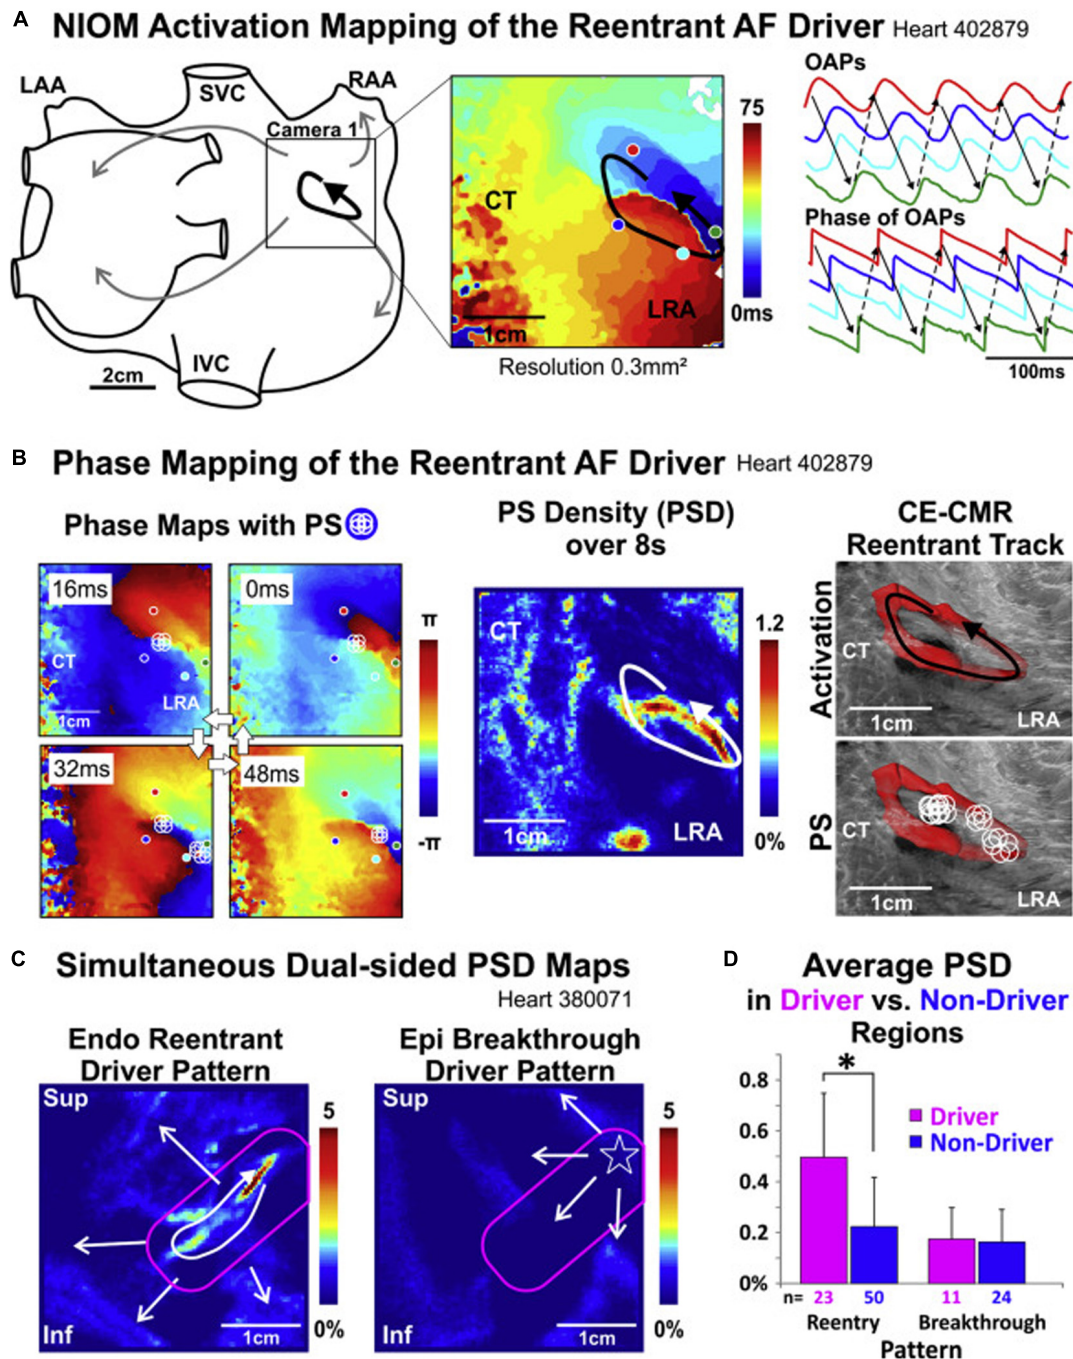 A
NIOM Activation Mapping of the Reentrant AF Driver Heart 402879
LAA
SVC
RAA
Camera 1
IVC
2cm
CT
LRA
1cm
Resolution 0.3mm²
75
0ms
OAPs
Phase of OAPs
100ms
B
Phase Mapping of the Reentrant AF Driver Heart 402879
Phase Maps with PS
16ms
0ms
CT
LRA
1cm
32ms
48ms
π
-π
PS Density (PSD)
over 8s
CT
1cm
LRA
1.2
0%
CE-CMR
Reentrant Track
Activation
CT
1cm
LRA
PS
CT
1cm
LRA
C
Simultaneous Dual-sided PSD Maps
Heart 380071
Endo Reentrant
Driver Pattern
Sup
Inf
1cm
5
0%
Epi Breakthrough
Driver Pattern
Sup
Inf
1cm
5
0%
D
Average PSD
in Driver vs. Non-Driver
Regions
*
Driver
Non-Driver
0.8
0.6
0.4
0.2
0%
n= 23 50 11 24
Reentry Breakthrough
Pattern